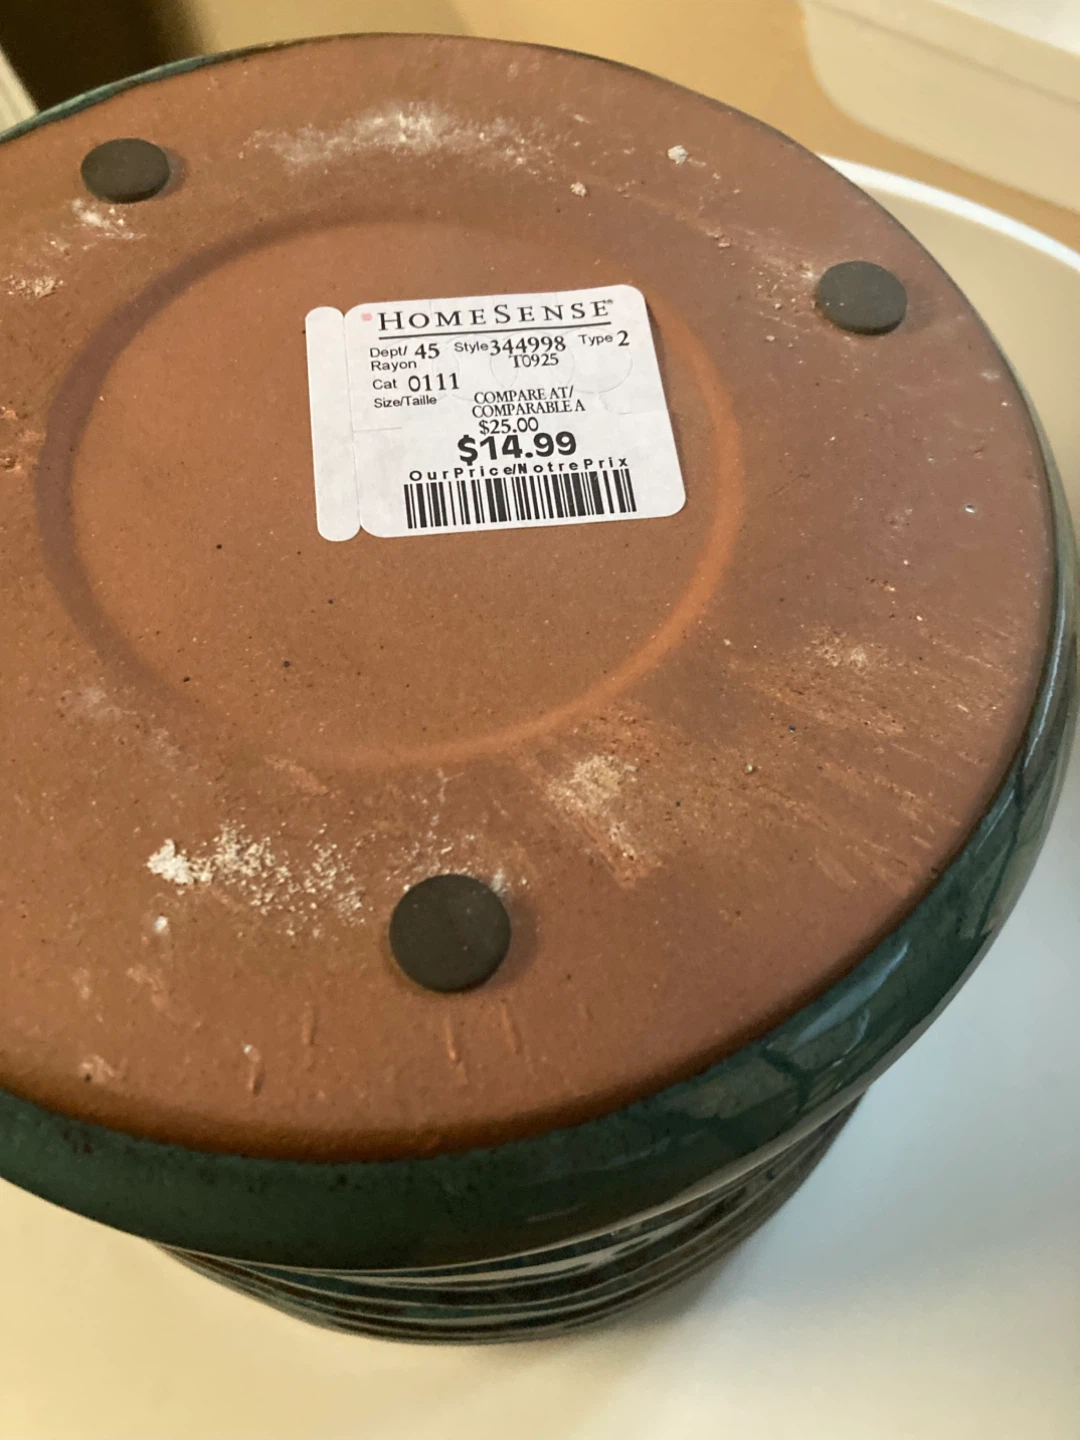 HOMESENSE®
Dept/ 45 Style 344998 Type 2
Rayon T0925
Cat 0111
Size/Taille COMPARE AT/
COMPARABLE A
$25.00
$14.99
OurPrice/NotrePrix